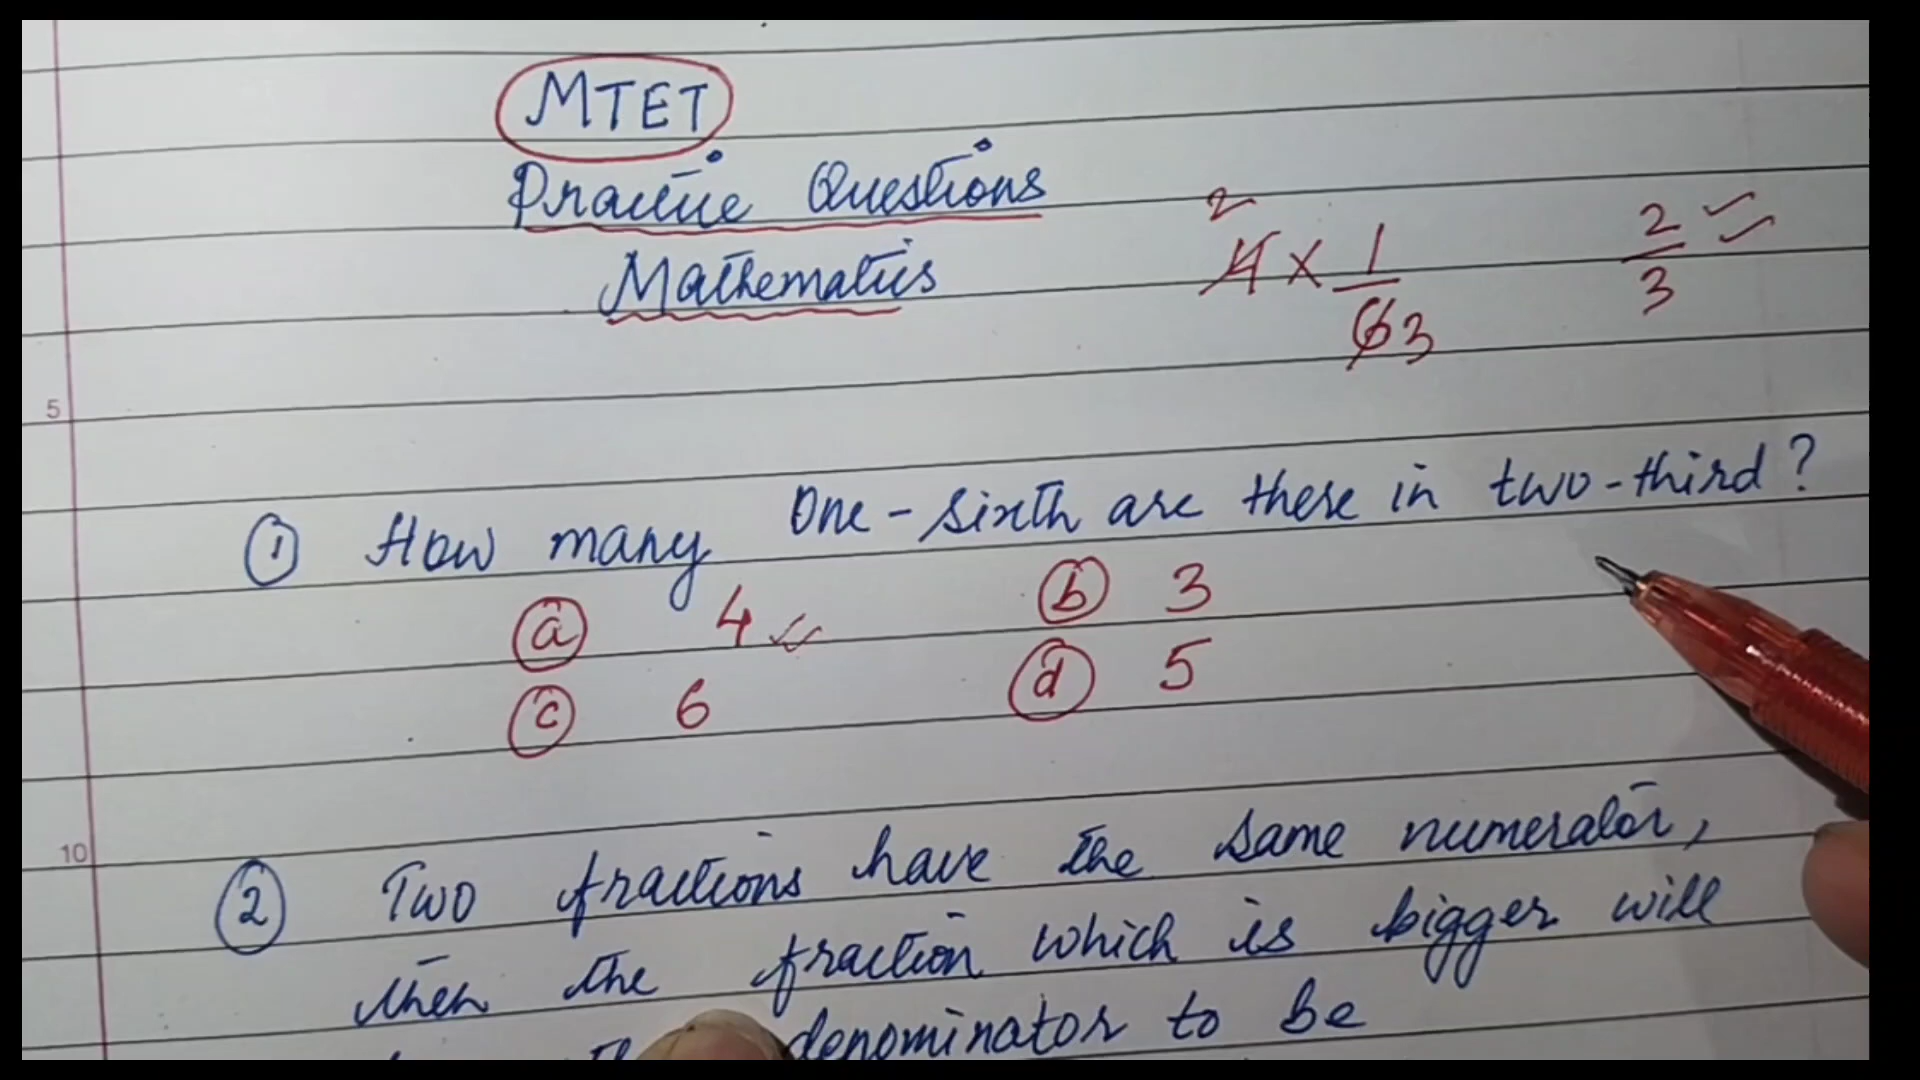 MTET
Practice Questions
Mathematics
2
4 × 1
6 3
2
3
5
① How many One-sixth are there in two-third?
ⓐ 4 ⓑ 3
ⓒ 6 ⓓ 5
10
② Two fractions have the same numerator,
then the fraction which is bigger will
denominator to be